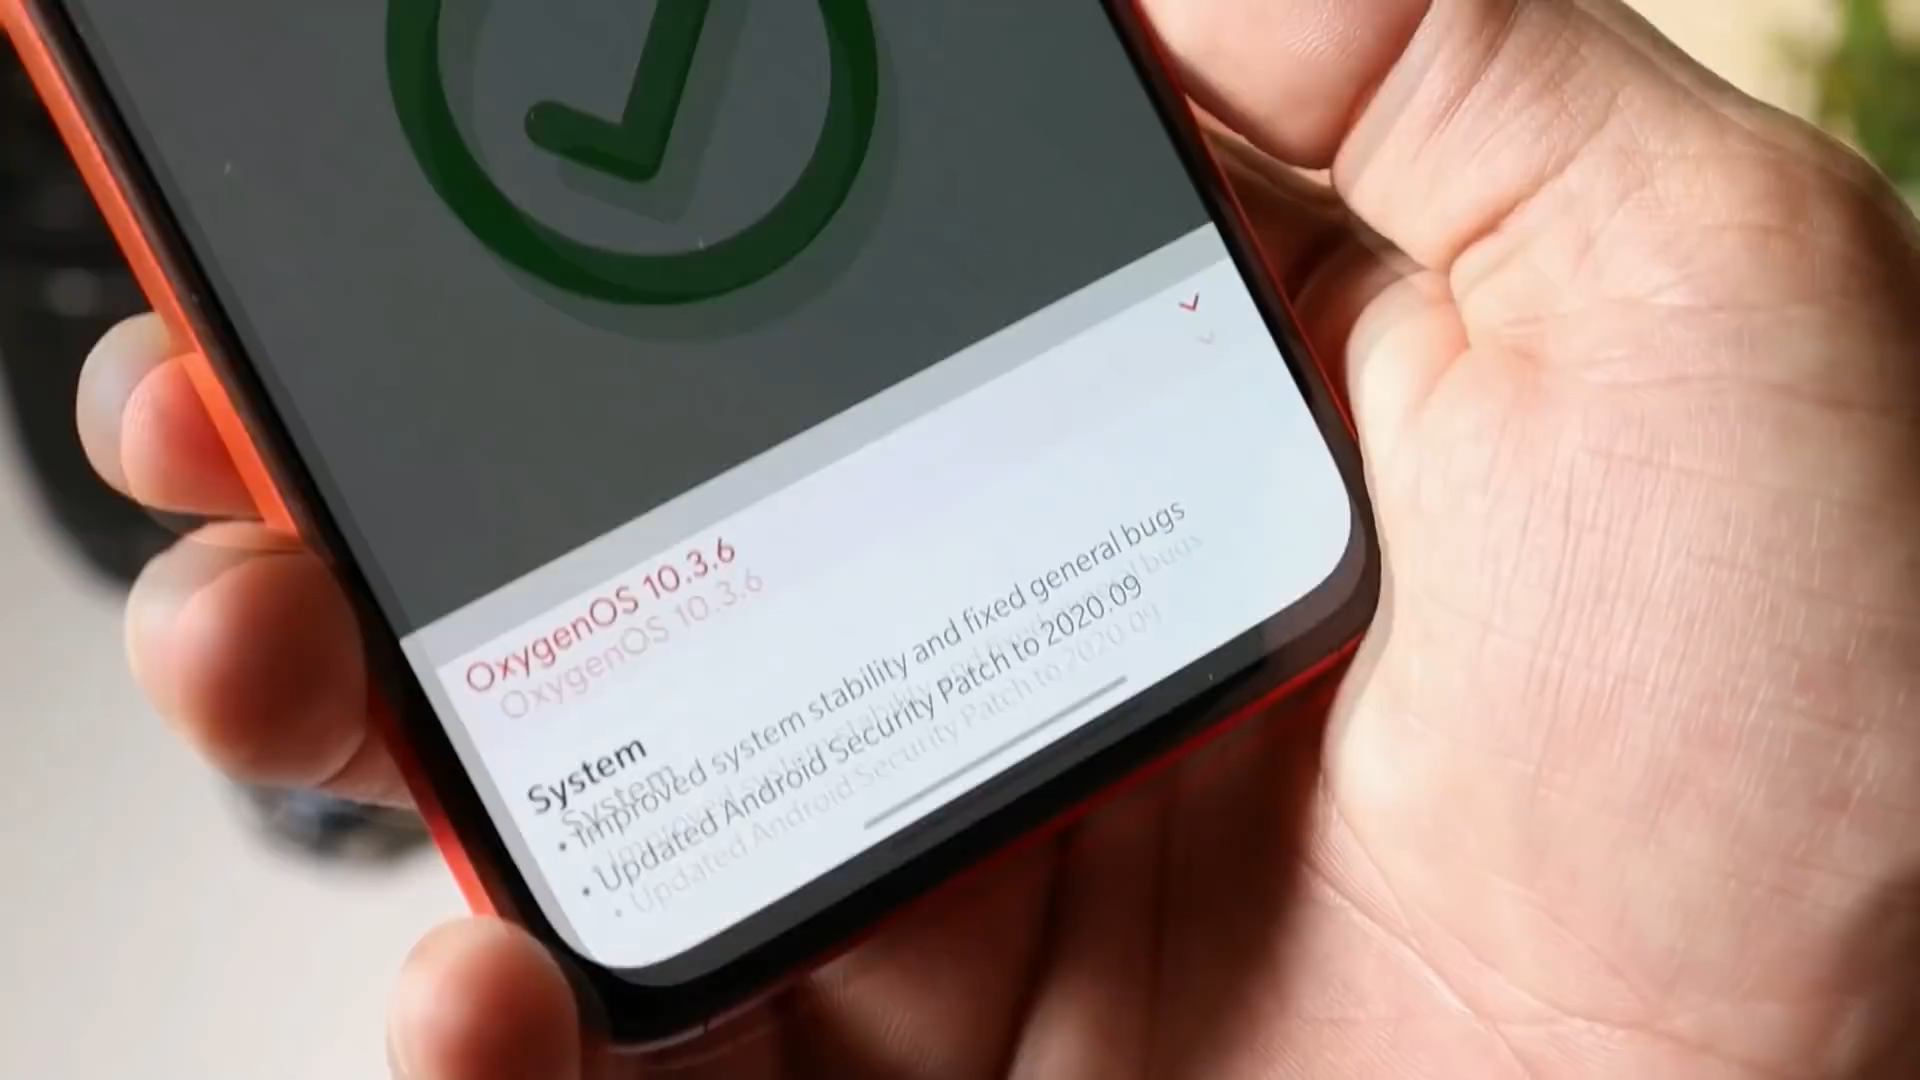 OxygenOS 10.3.6
System
• Improved system stability and fixed general bugs
• Updated Android Security Patch to 2020.09